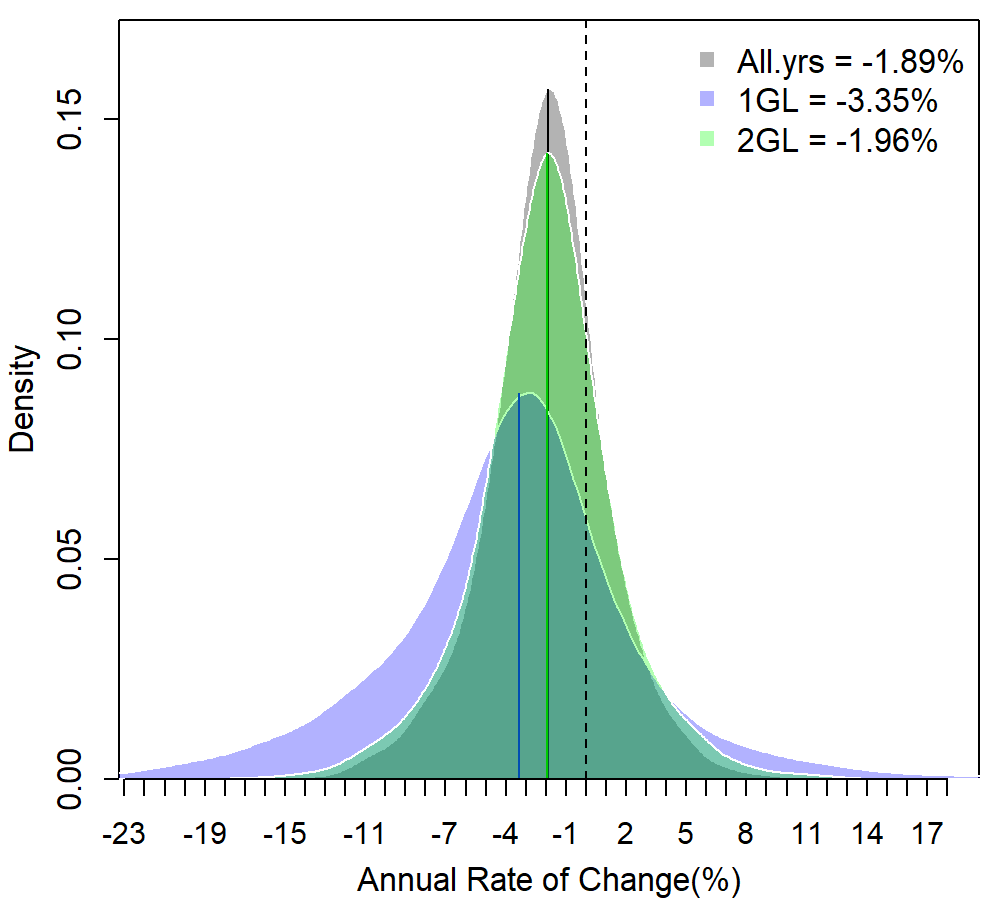 All.yrs = -1.89%
1GL = -3.35%
2GL = -1.96%
Density
0.15
0.10
0.05
0.00
-23 -19 -15 -11 -7 -4 -1 2 5 8 11 14 17
Annual Rate of Change(%)